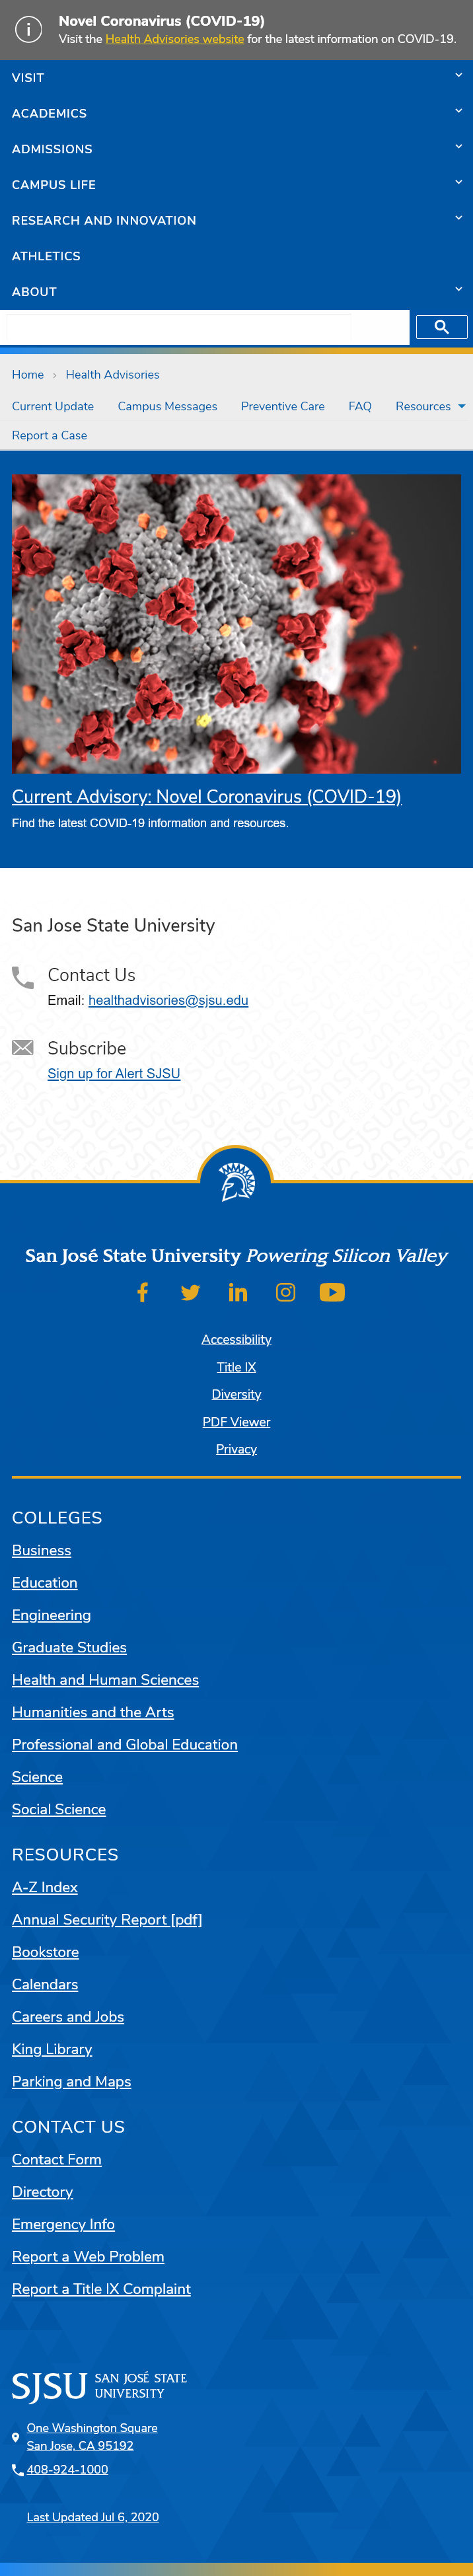 Novel Coronavirus (COVID-19)
Visit the Health Advisories website for the latest information on COVID-19.
VISIT
ACADEMICS
ADMISSIONS
CAMPUS LIFE
RESEARCH AND INNOVATION
ATHLETICS
ABOUT
Home > Health Advisories
Current Update Campus Messages Preventive Care FAQ Resources
Report a Case
Current Advisory: Novel Coronavirus (COVID-19)
Find the latest COVID-19 information and resources.
San Jose State University
Contact Us
Email: healthadvisories@sjsu.edu
Subscribe
Sign up for Alert SJSU
San José State University Powering Silicon Valley
Accessibility
Title IX
Diversity
PDF Viewer
Privacy
COLLEGES
Business
Education
Engineering
Graduate Studies
Health and Human Sciences
Humanities and the Arts
Professional and Global Education
Science
Social Science
RESOURCES
A-Z Index
Annual Security Report [pdf]
Bookstore
Calendars
Careers and Jobs
King Library
Parking and Maps
CONTACT US
Contact Form
Directory
Emergency Info
Report a Web Problem
Report a Title IX Complaint
SJSU SAN JOSÉ STATE
UNIVERSITY
One Washington Square
San Jose, CA 95192
408-924-1000
Last Updated Jul 6, 2020